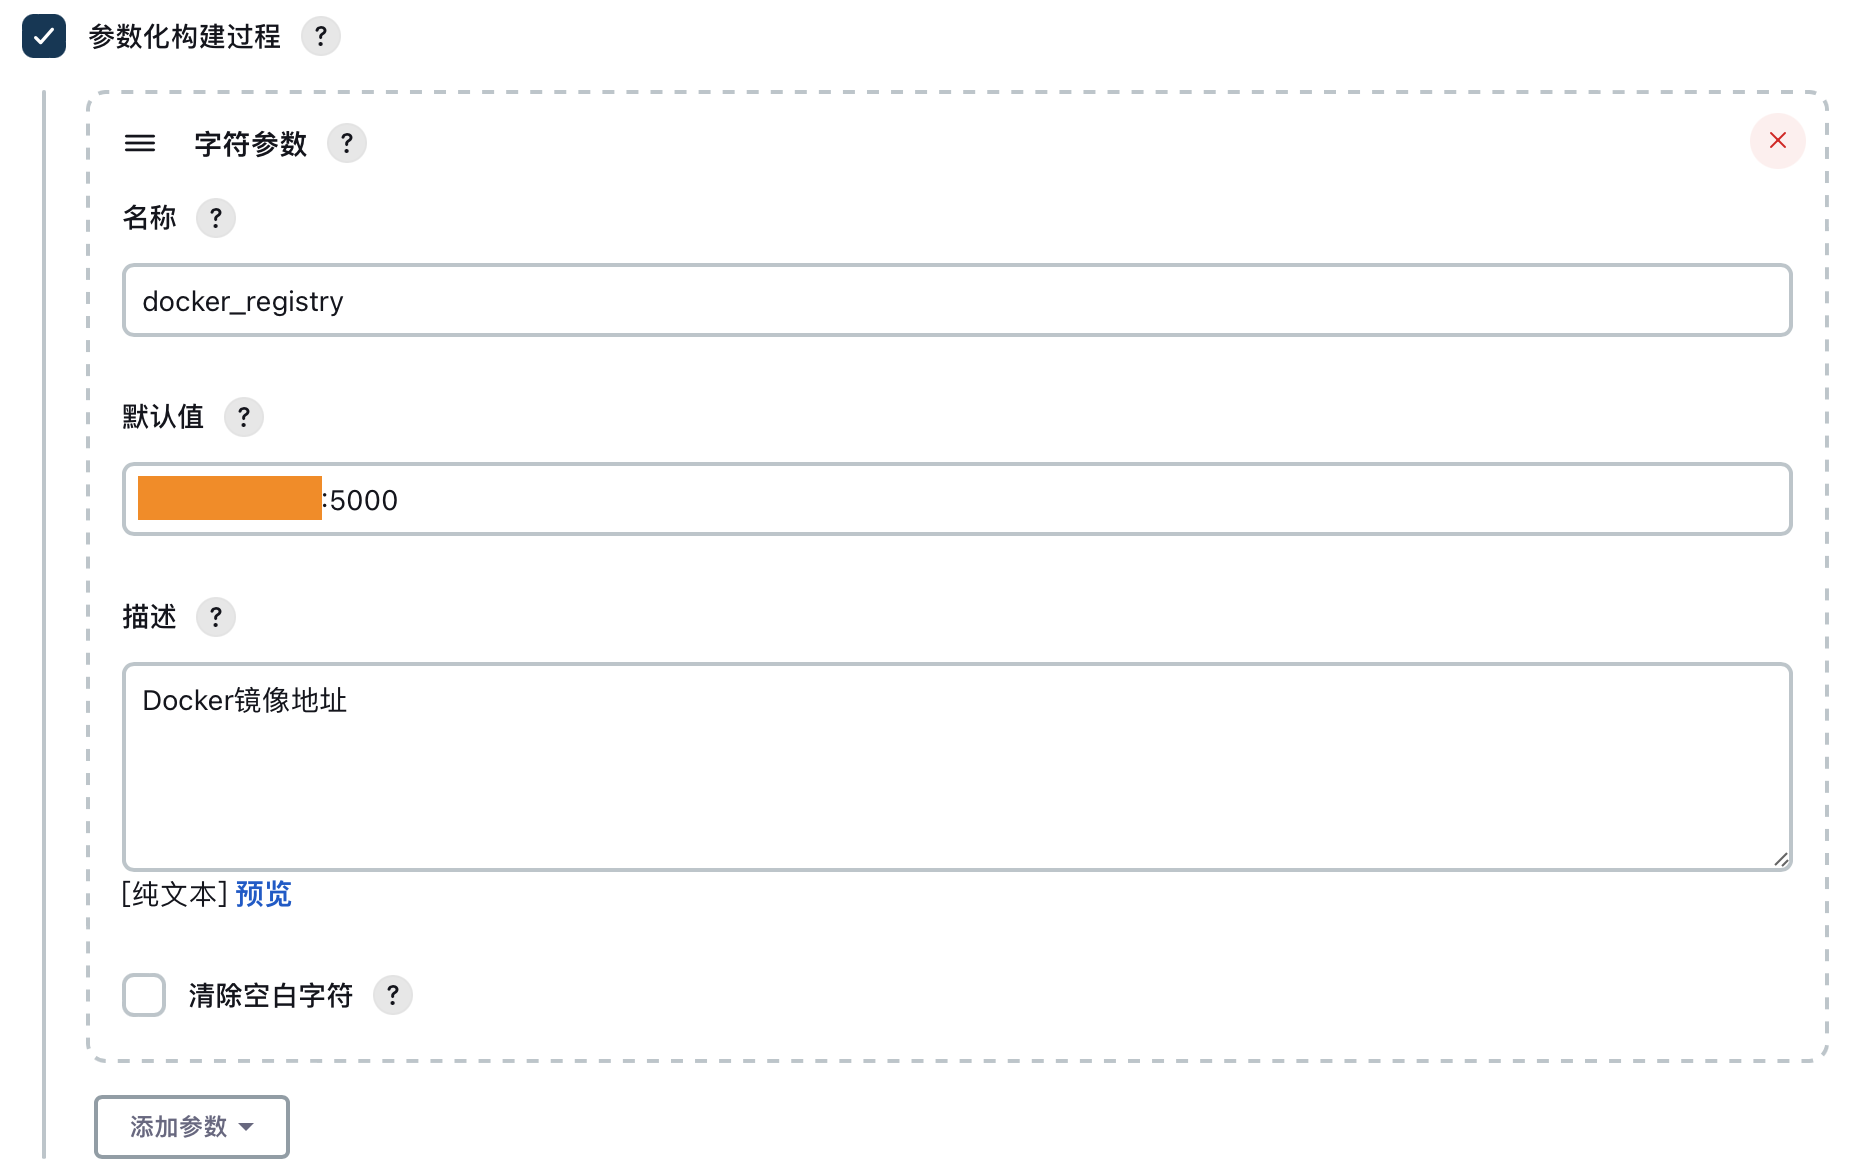 参数化构建过程 ?
字符参数 ?
名称 ?
docker_registry
默认值 ?
:5000
描述 ?
Docker镜像地址
[纯文本] 预览
清除空白字符 ?
添加参数